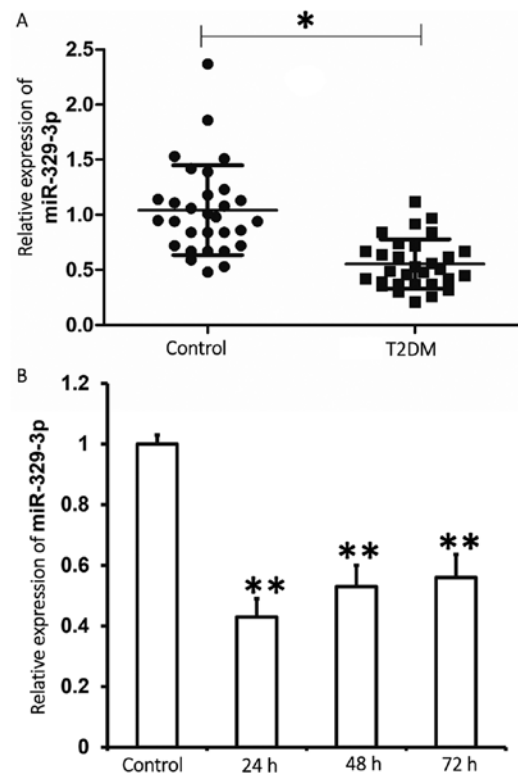 A
*
2.5
2.0
1.5
1.0
0.5
0.0
Relative expression of
miR-329-3p
Control T2DM
B
1.2
1
0.8
0.6
0.4
0.2
0
Relative expression of miR-329-3p
** ** **
Control 24 h 48 h 72 h